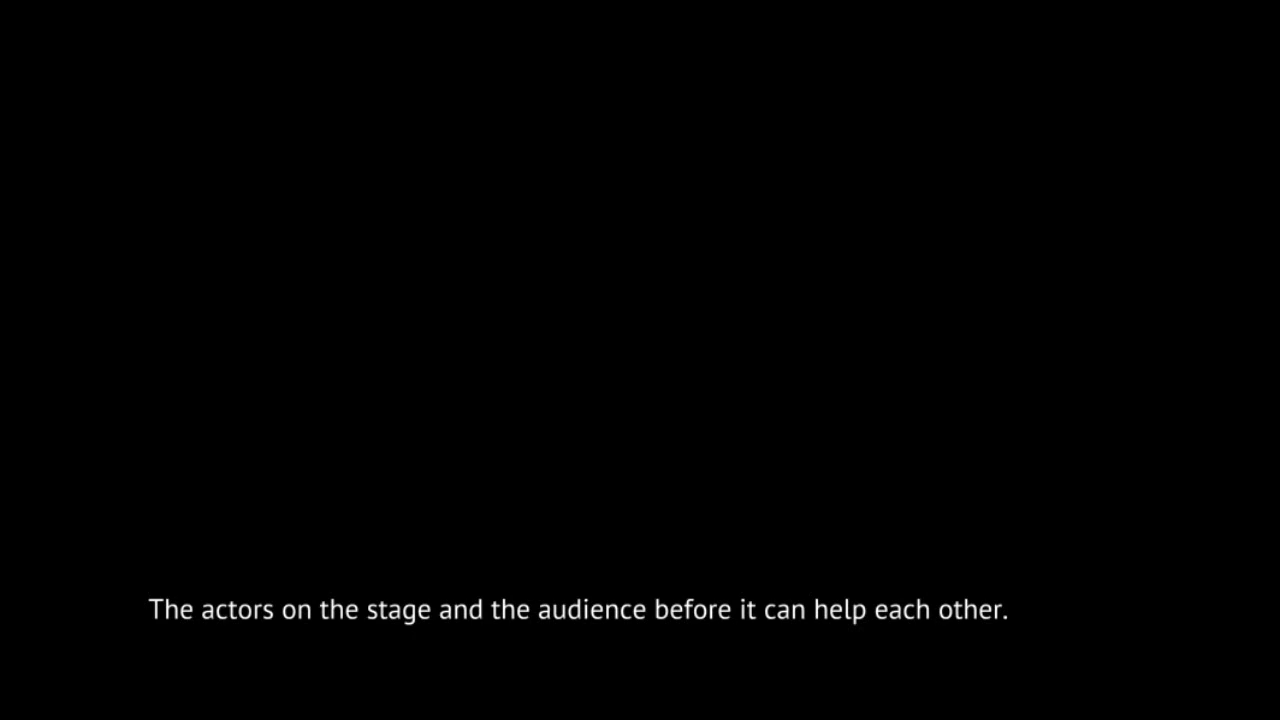 The actors on the stage and the audience before it can help each other.